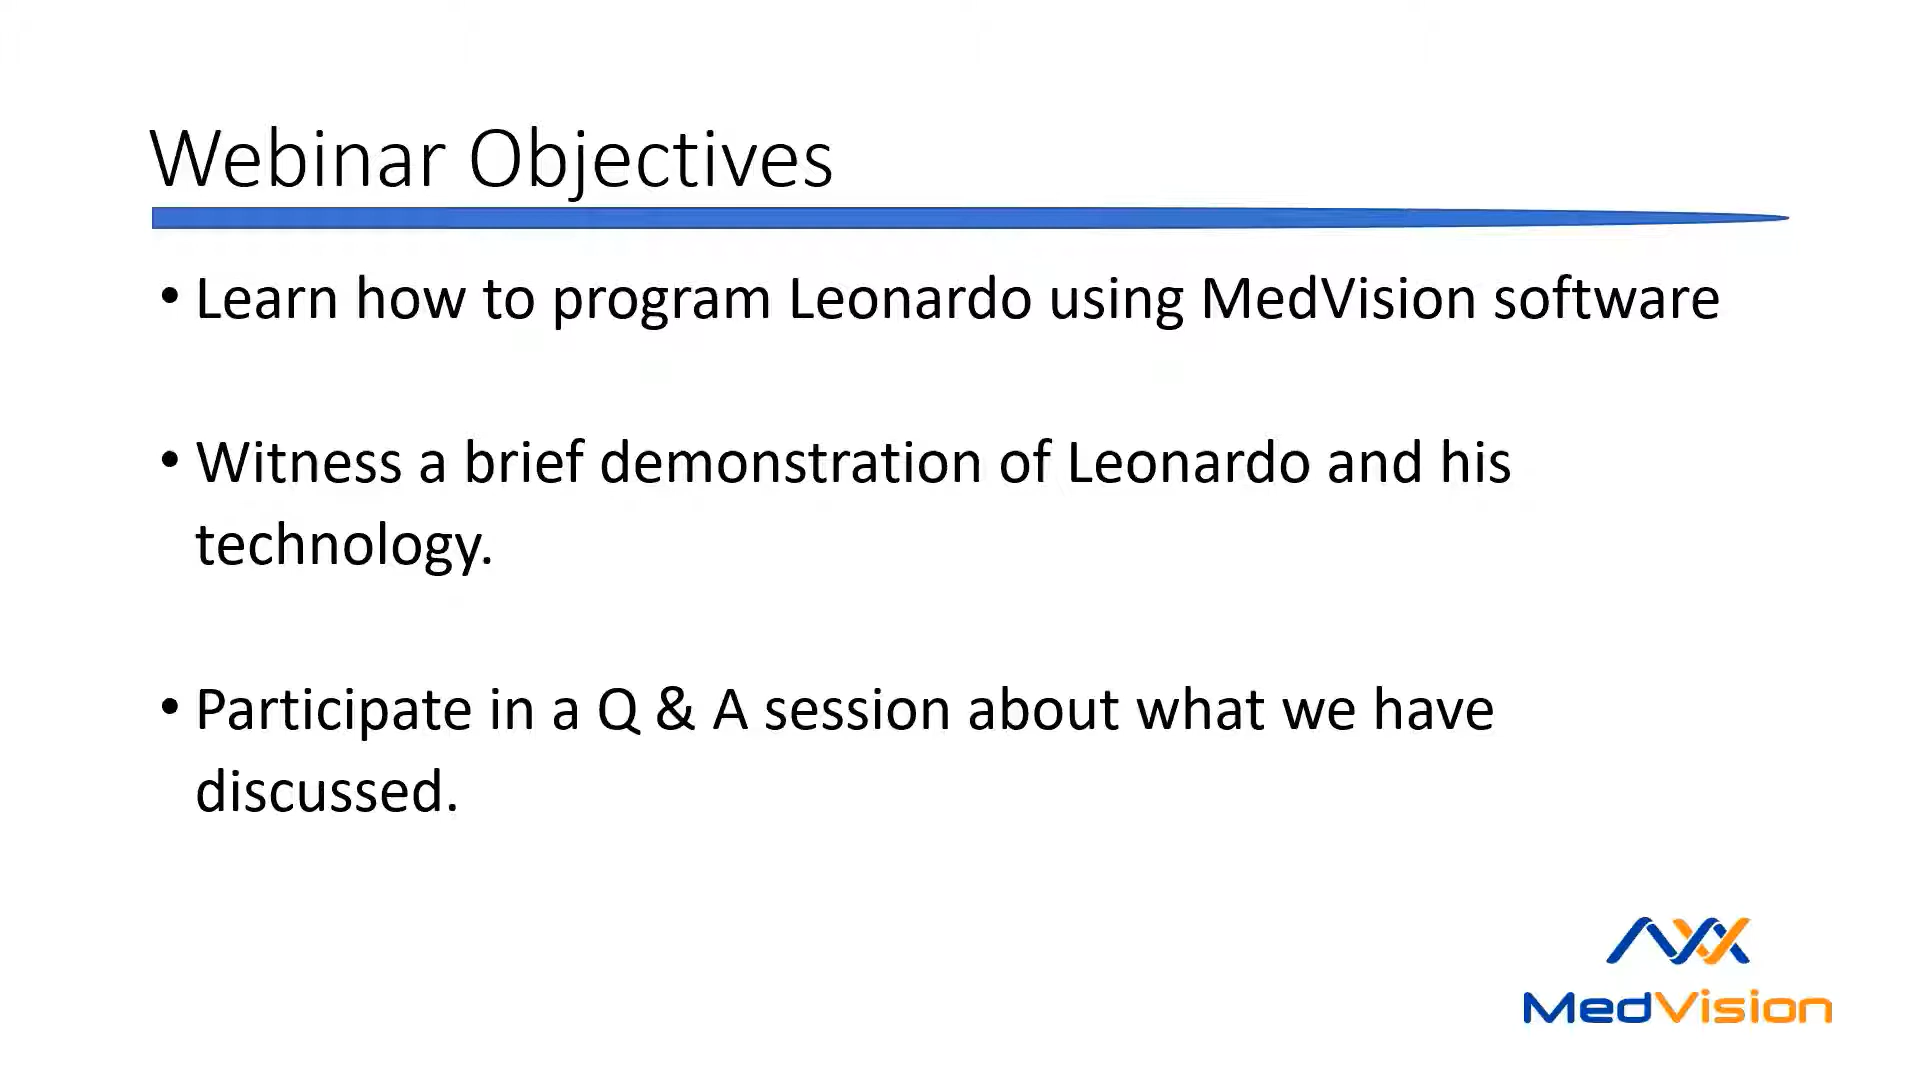 Webinar Objectives
• Learn how to program Leonardo using MedVision software
• Witness a brief demonstration of Leonardo and his
technology.
• Participate in a Q & A session about what we have
discussed.
MedVision